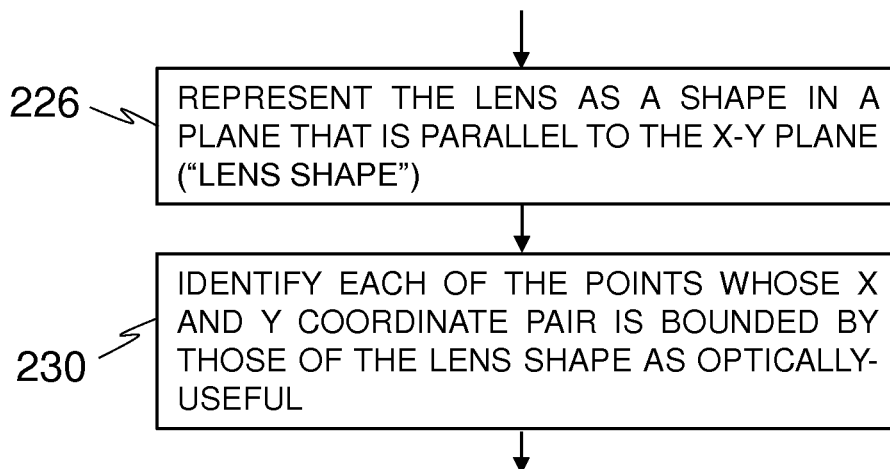 226
REPRESENT THE LENS AS A SHAPE IN A
PLANE THAT IS PARALLEL TO THE X-Y PLANE
(“LENS SHAPE”)
230
IDENTIFY EACH OF THE POINTS WHOSE X
AND Y COORDINATE PAIR IS BOUNDED BY
THOSE OF THE LENS SHAPE AS OPTICALLY-
USEFUL